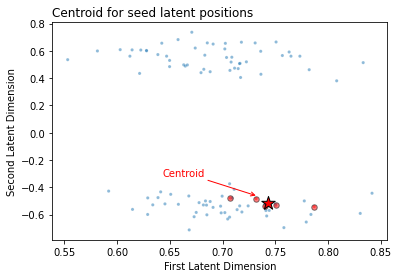 Centroid for seed latent positions
Second Latent Dimension
0.8
0.6
0.4
0.2
0.0
−0.2
−0.4
−0.6
Centroid
0.55 0.60 0.65 0.70 0.75 0.80 0.85
First Latent Dimension